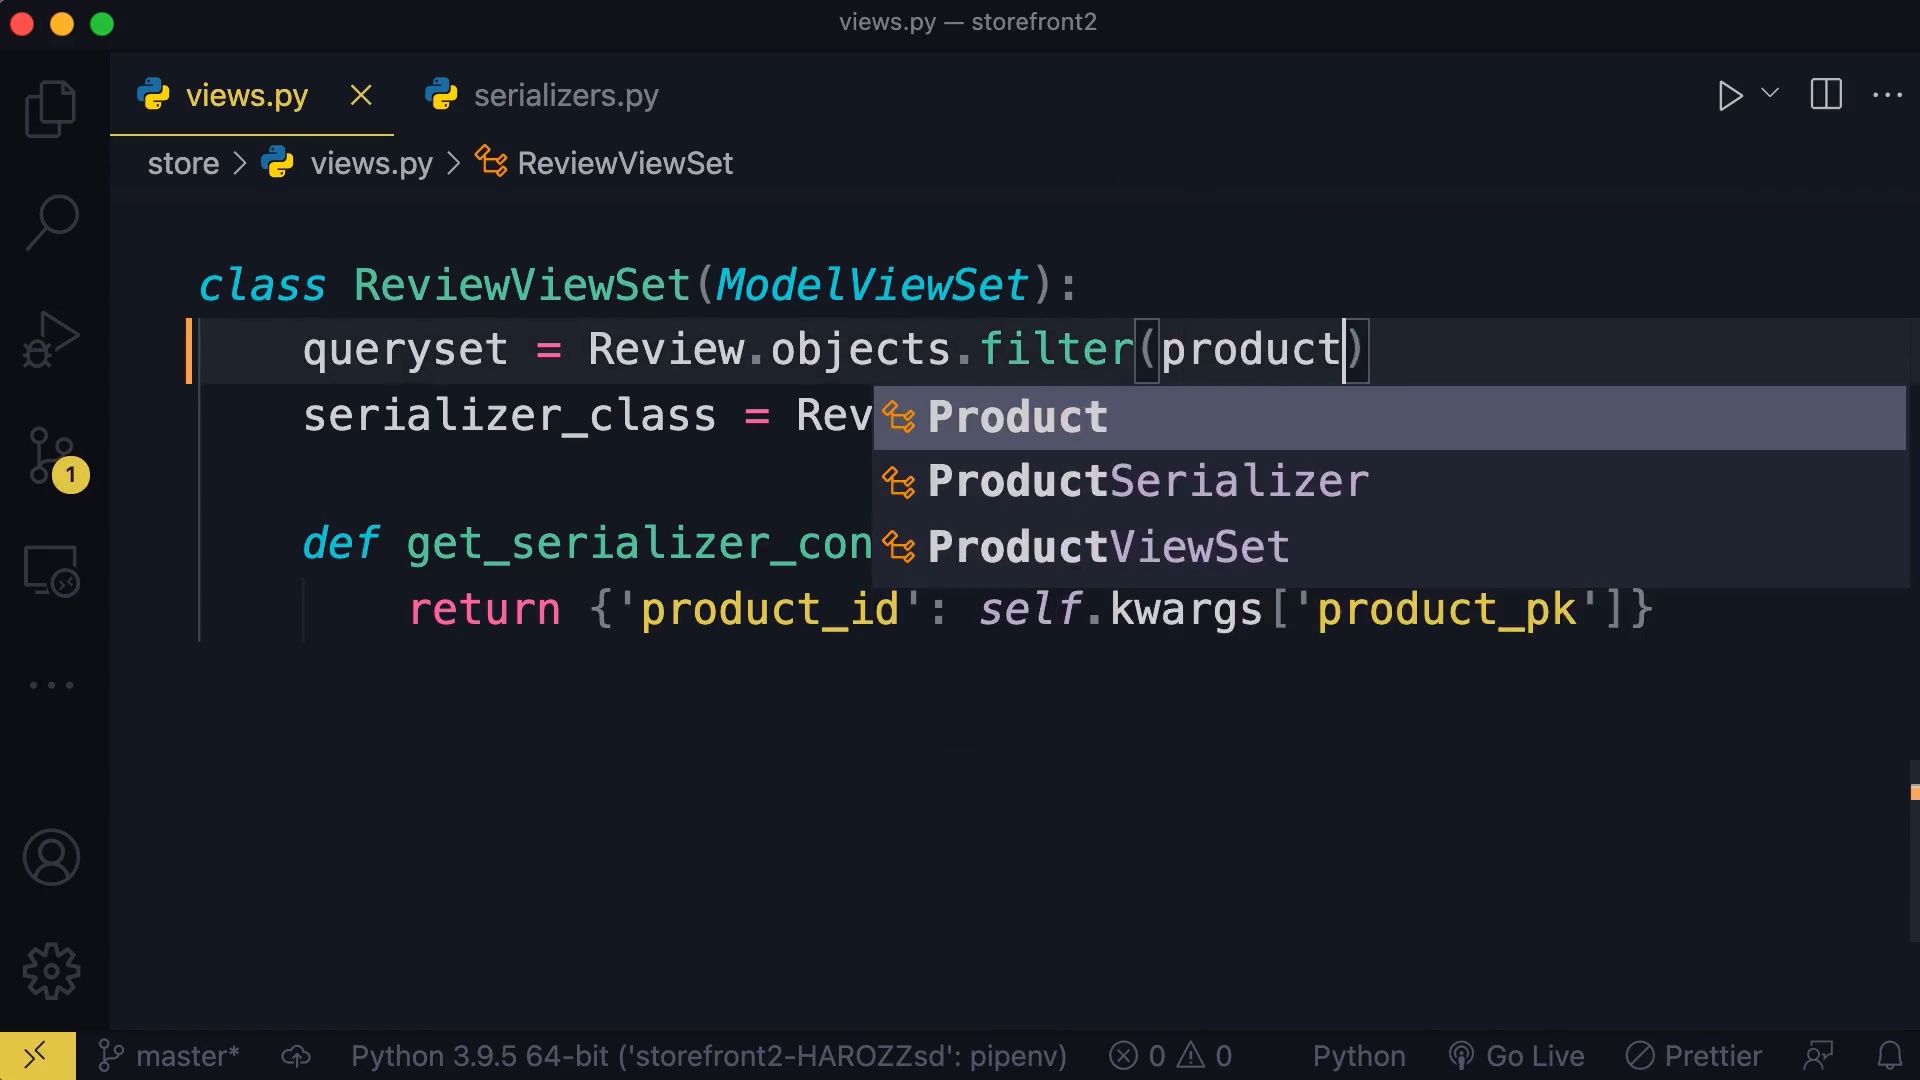 views.py — storefront2
views.py
serializers.py
store > views.py > ReviewViewSet
class ReviewViewSet(ModelViewSet):
queryset = Review.objects.filter(product)
serializer_class = Rev
Product
ProductSerializer
def get_serializer_con
ProductViewSet
return {'product_id': self.kwargs['product_pk']}
1
master* Python 3.9.5 64-bit ('storefront2-HAROZZsd': pipenv) 0 0 Python Go Live Prettier